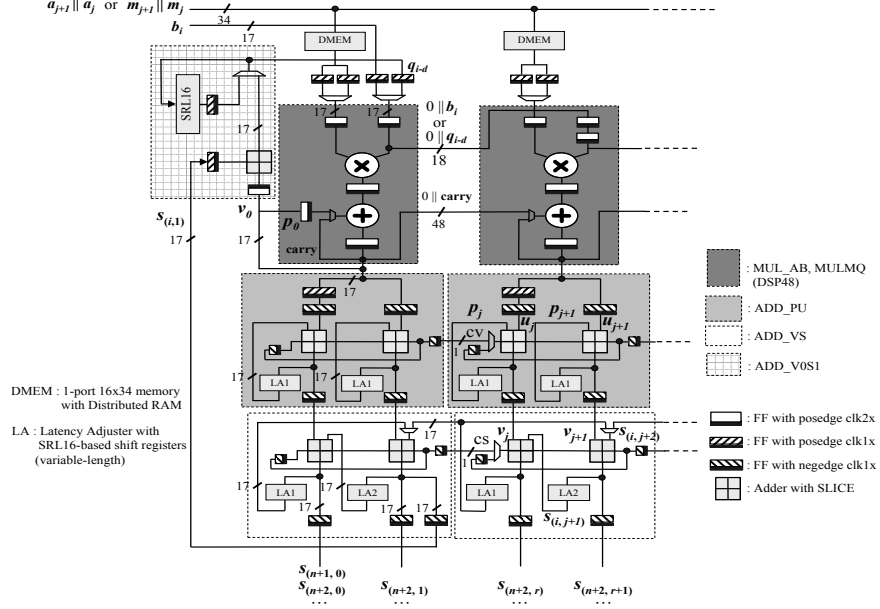 a_{j+1} || a_j or m_{j+1} || m_j
34
b_i
17
DMEM
DMEM
q_{i-d}
SRL16
17
17
17
0 || b_i
or
0 || q_{i-d}
18
17
s_{(i,1)}
v_0
p_0
0 || carry
48
17
17
carry
17
: MUL_AB, MULMQ
(DSP48)
: ADD_PU
: ADD_VS
: ADD_V0S1
p_j
u_j
p_{j+1}
u_{j+1}
CV
1
17
LA1
17
LA1
LA1
LA1
DMEM : 1-port 16x34 memory
with Distributed RAM
LA : Latency Adjuster with
SRL16-based shift registers
(variable-length)
: FF with posedge clk2x
: FF with posedge clk1x
: FF with negedge clk1x
: Adder with SLICE
17
v_j
v_{j+1}
s_{(i, j+2)}
CS
1
17
LA1
17
LA2
17
17
17
LA1
LA2
s_{(i, j+1)}
s_{(n+1, 0)}
s_{(n+2, 0)}
s_{(n+2, 1)}
s_{(n+2, r)}
s_{(n+2, r+1)}
... ... ... ...